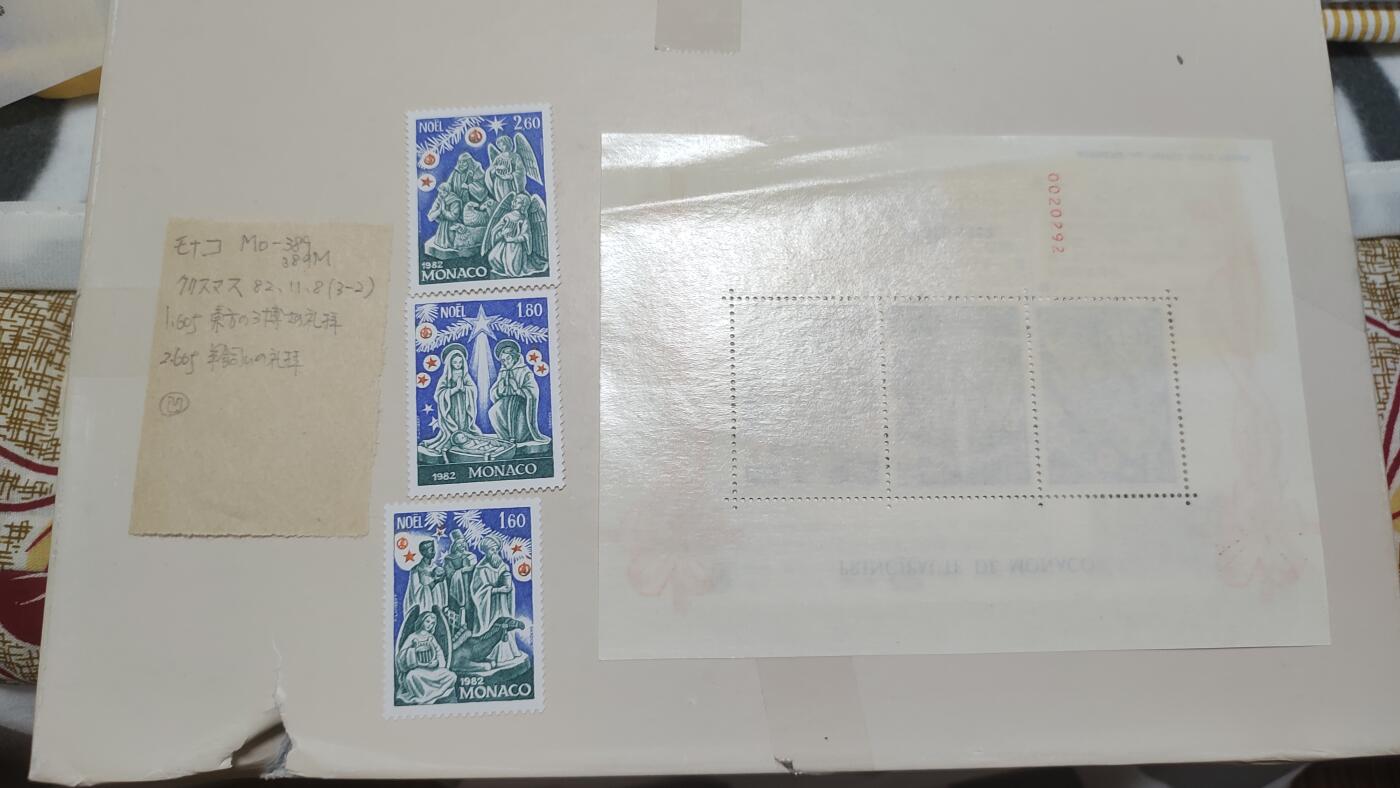 モナコ MO-389
389M
クリスマス 82.11.8(3-2)
1.60f 東方の3博士の礼拝
2.60f 羊飼いの礼拝
凹
NOËL 2.60
1982
MONACO
NOËL 1.80
1982 MONACO
NOËL 1.60
1982
MONACO
0020792
PRINCIPAUTE DE MONACO